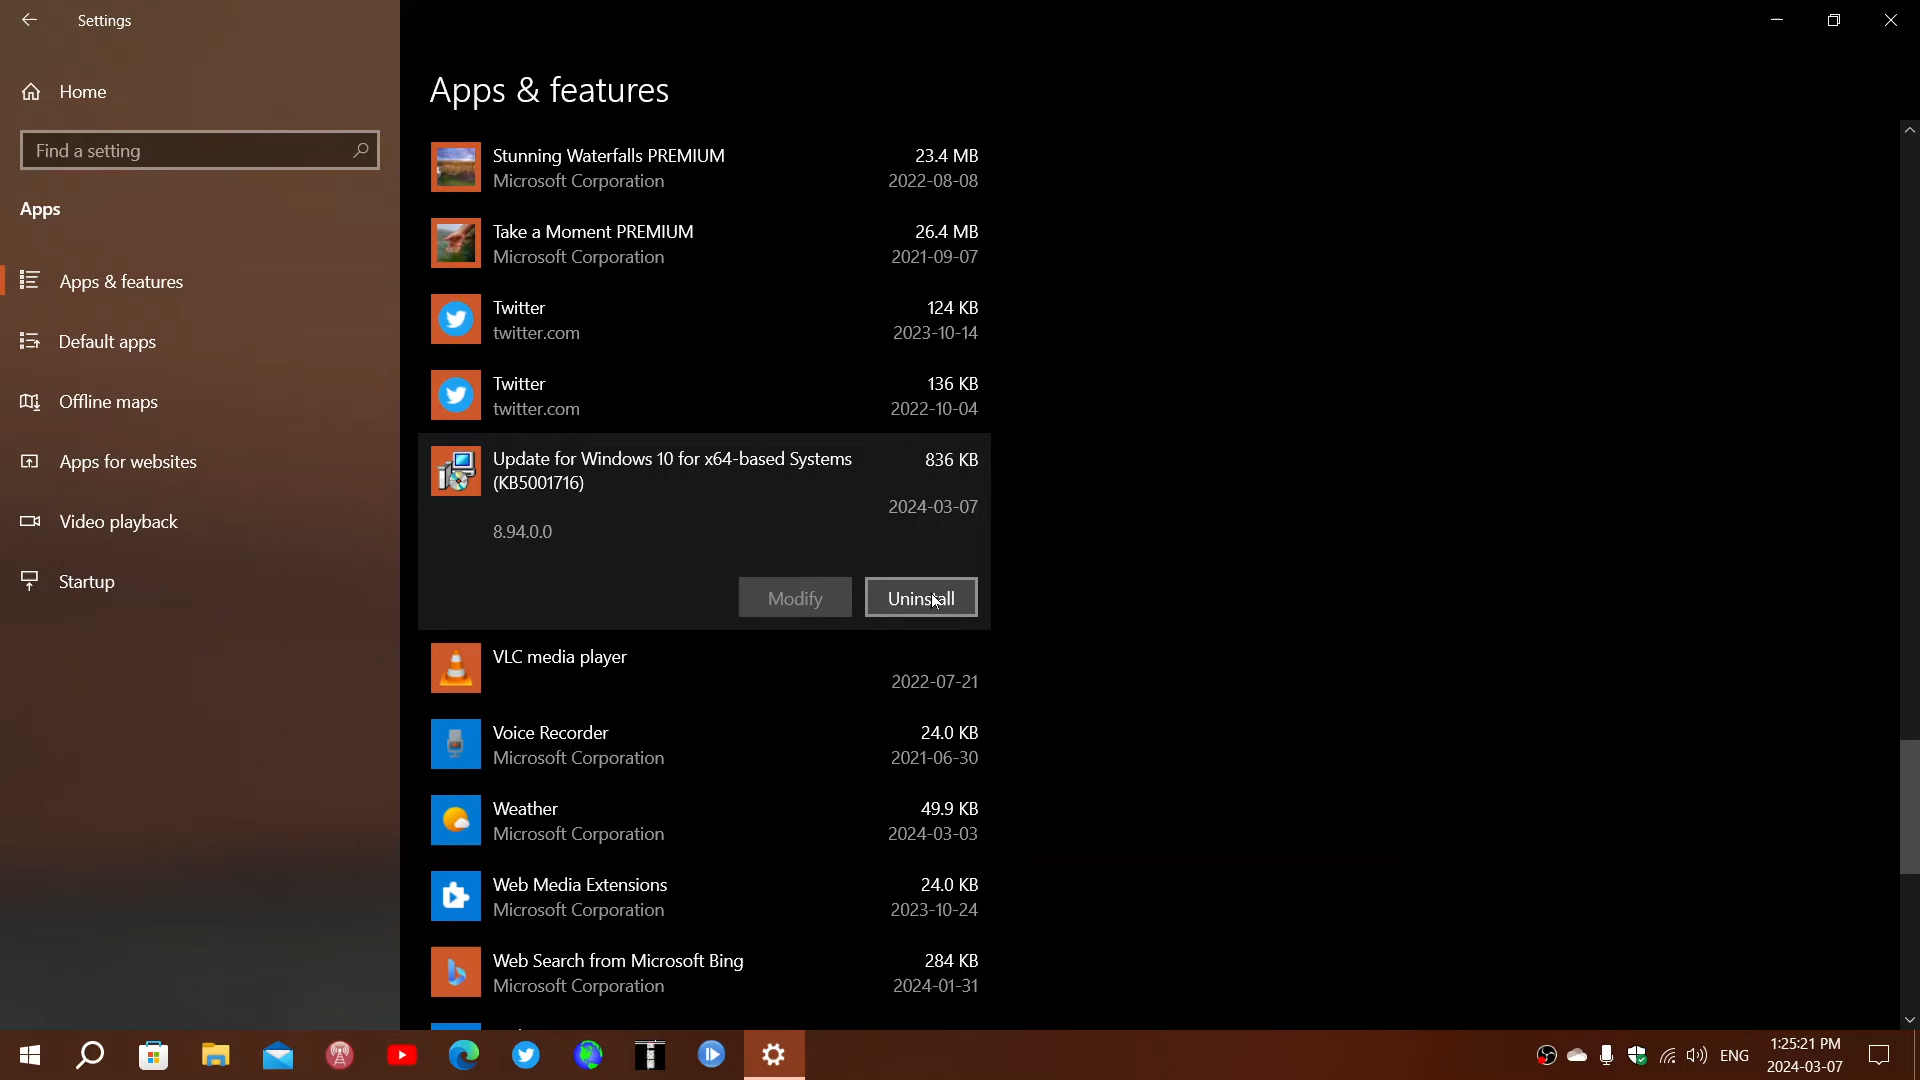 Settings
Home
Find a setting
Apps
Apps & features
Default apps
Offline maps
Apps for websites
Video playback
Startup
Apps & features
Stunning Waterfalls PREMIUM 23.4 MB
Microsoft Corporation 2022-08-08
Take a Moment PREMIUM 26.4 MB
Microsoft Corporation 2021-09-07
Twitter 124 KB
twitter.com 2023-10-14
Twitter 136 KB
twitter.com 2022-10-04
Update for Windows 10 for x64-based Systems 836 KB
(KB5001716)
2024-03-07
8.94.0.0
Modify Uninstall
VLC media player
2022-07-21
Voice Recorder 24.0 KB
Microsoft Corporation 2021-06-30
Weather 49.9 KB
Microsoft Corporation 2024-03-03
Web Media Extensions 24.0 KB
Microsoft Corporation 2023-10-24
Web Search from Microsoft Bing 284 KB
Microsoft Corporation 2024-01-31
ENG
1:25:21 PM
2024-03-07